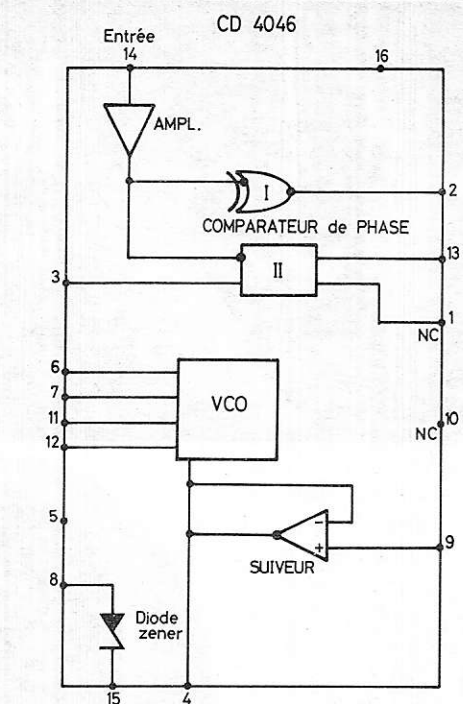 CD 4046
Entrée
14
16
AMPL.
I
2
COMPARATEUR de PHASE
13
II
3
1
NC
6
7
VCO
11
10
NC
12
-
5
+
9
SUIVEUR
8
Diode
zener
15
4